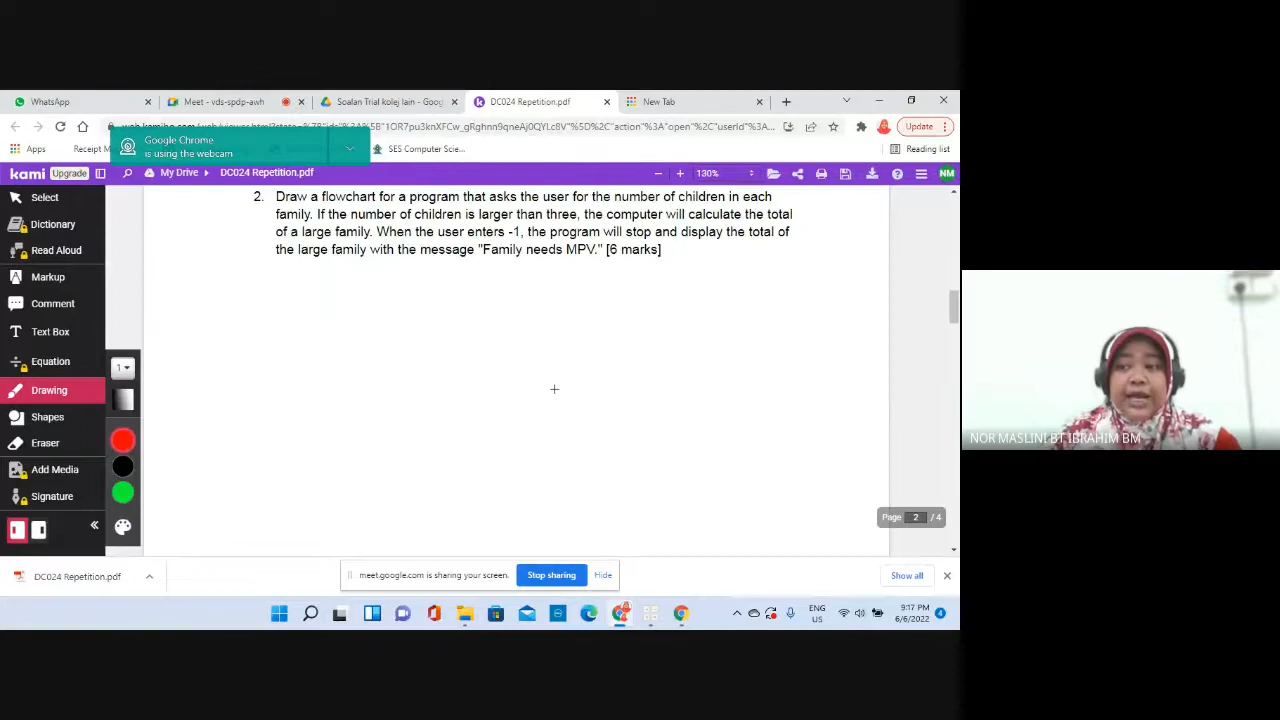 WhatsApp
Meet - vds-spdp-awh
Soalan Trial kolej lain - Goog
DC024 Repetition.pdf
New Tab
Update
Google Chrome
is using the webcam
Apps
Receipt M
SES Computer Scie...
Reading list
kami Upgrade
My Drive
DC024 Repetition.pdf
130%
NM
Select
Dictionary
Read Aloud
Markup
Comment
Text Box
Equation
Drawing
Shapes
Eraser
Add Media
Signature
1
2. Draw a flowchart for a program that asks the user for the number of children in each
family. If the number of children is larger than three, the computer will calculate the total
of a large family. When the user enters -1, the program will stop and display the total of
the large family with the message "Family needs MPV." [6 marks]
Page 2 / 4
NOR MASLINI BT IBRAHIM BM
DC024 Repetition.pdf
meet.google.com is sharing your screen.
Stop sharing
Hide
Show all
ENG
US
9:17 PM
6/6/2022
4